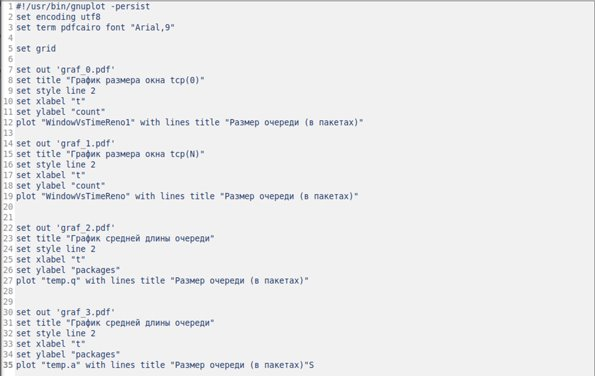 1 #!/usr/bin/gnuplot -persist
2 set encoding utf8
3 set term pdfcairo font "Arial,9"
4
5 set grid
6
7 set out 'graf_0.pdf'
8 set title "График размера окна tcp(0)"
9 set style line 2
10 set xlabel "t"
11 set ylabel "count"
12 plot "WindowVsTimeReno1" with lines title "Размер очереди (в пакетах)"
13
14 set out 'graf_1.pdf'
15 set title "График размера окна tcp(N)"
16 set style line 2
17 set xlabel "t"
18 set ylabel "count"
19 plot "WindowVsTimeReno" with lines title "Размер очереди (в пакетах)"
20
21
22 set out 'graf_2.pdf'
23 set title "График средней длины очереди"
24 set style line 2
25 set xlabel "t"
26 set ylabel "packages"
27 plot "temp.q" with lines title "Размер очереди (в пакетах)"
28
29
30 set out 'graf_3.pdf'
31 set title "График средней длины очереди"
32 set style line 2
33 set xlabel "t"
34 set ylabel "packages"
35 plot "temp.a" with lines title "Размер очереди (в пакетах)"S